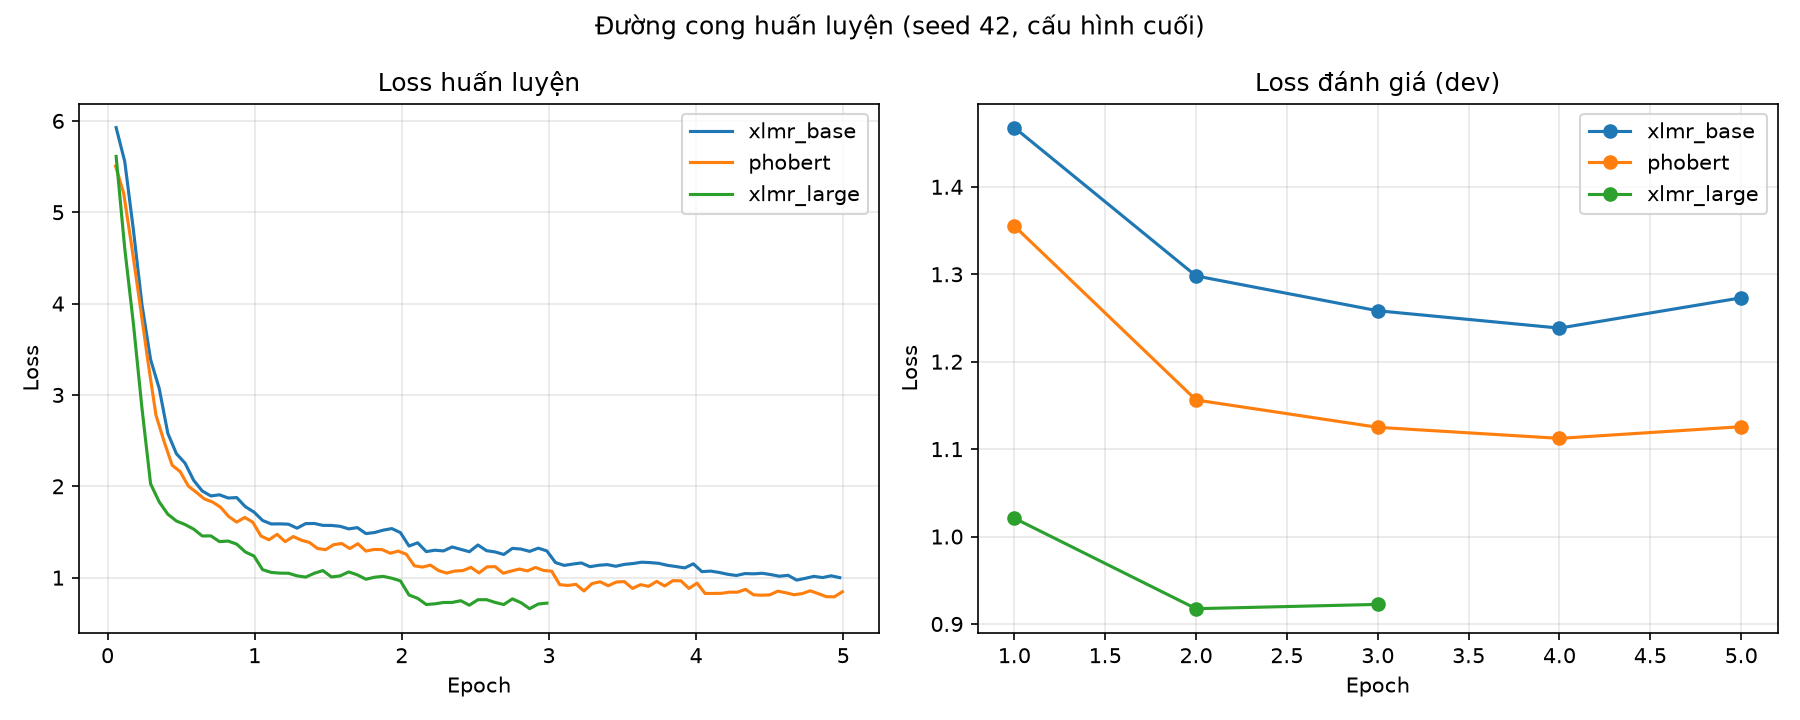 Đường cong huấn luyện (seed 42, cấu hình cuối)
Loss huấn luyện
6
5
4
3
2
1
0 1 2 3 4 5
Loss
Epoch
xlmr_base
phobert
xlmr_large
Loss đánh giá (dev)
1.4
1.3
1.2
1.1
1.0
0.9
1.0 1.5 2.0 2.5 3.0 3.5 4.0 4.5 5.0
Loss
Epoch
xlmr_base
phobert
xlmr_large